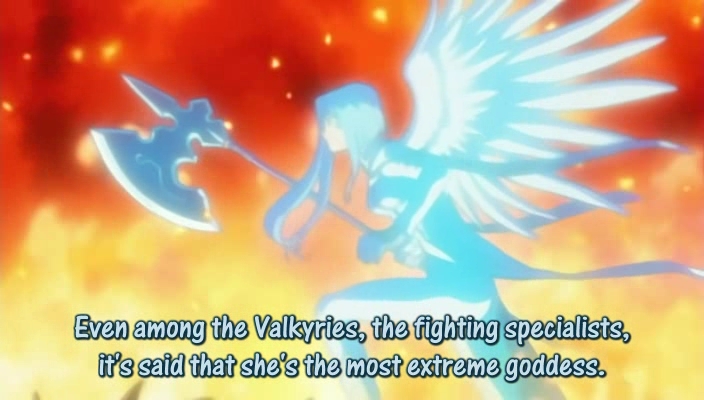 Even among the Valkyries, the fighting specialists,
it's said that she's the most extreme goddess.